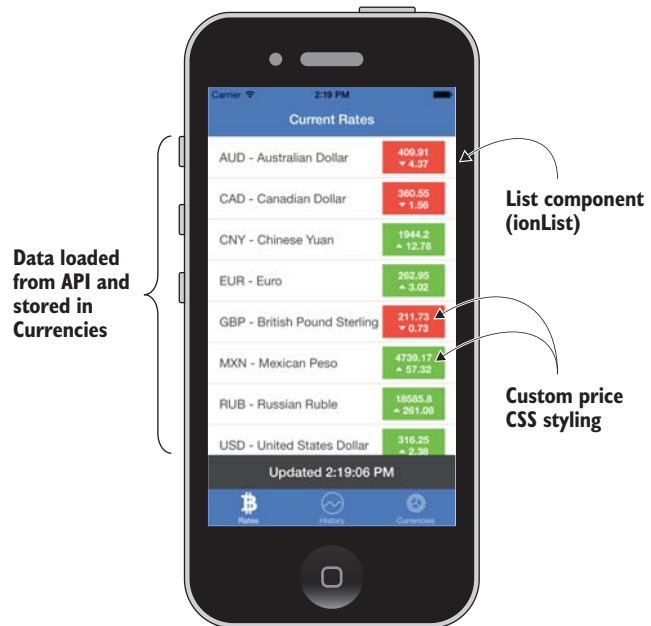 Carrier 2:19 PM
Current Rates
AUD - Australian Dollar 409.91
▼ 4.37
CAD - Canadian Dollar 360.55
▼ 1.56
CNY - Chinese Yuan 1944.2
▲ 12.78
EUR - Euro 262.95
▲ 3.02
GBP - British Pound Sterling 211.73
▼ 0.73
MXN - Mexican Peso 4739.17
▲ 57.32
RUB - Russian Ruble 18585.8
▲ 261.08
USD - United States Dollar 316.25
▲ 2.38
Updated 2:19:06 PM
Rates History Currencies
Data loaded
from API and
stored in
Currencies
List component
(ionList)
Custom price
CSS styling